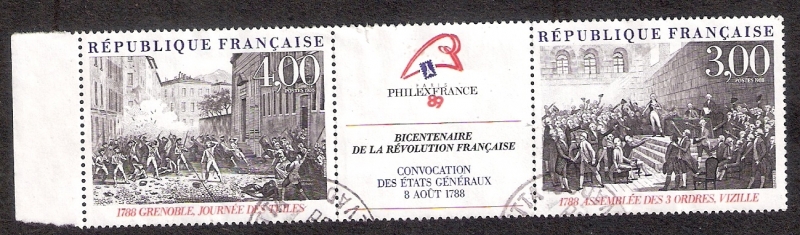 RÉPUBLIQUE FRANÇAISE
4,00
POSTES 1988
1788 GRENOBLE, JOURNÉE DES TUILES
PARIS
PHILEXFRANCE
89
BICENTENAIRE
DE LA RÉVOLUTION FRANÇAISE
CONVOCATION
DES ÉTATS GÉNÉRAUX
8 AOÛT 1788
RÉPUBLIQUE FRANÇAISE
3,00
POSTES 1988
1788 ASSEMBLÉE DES 3 ORDRES, VIZILLE